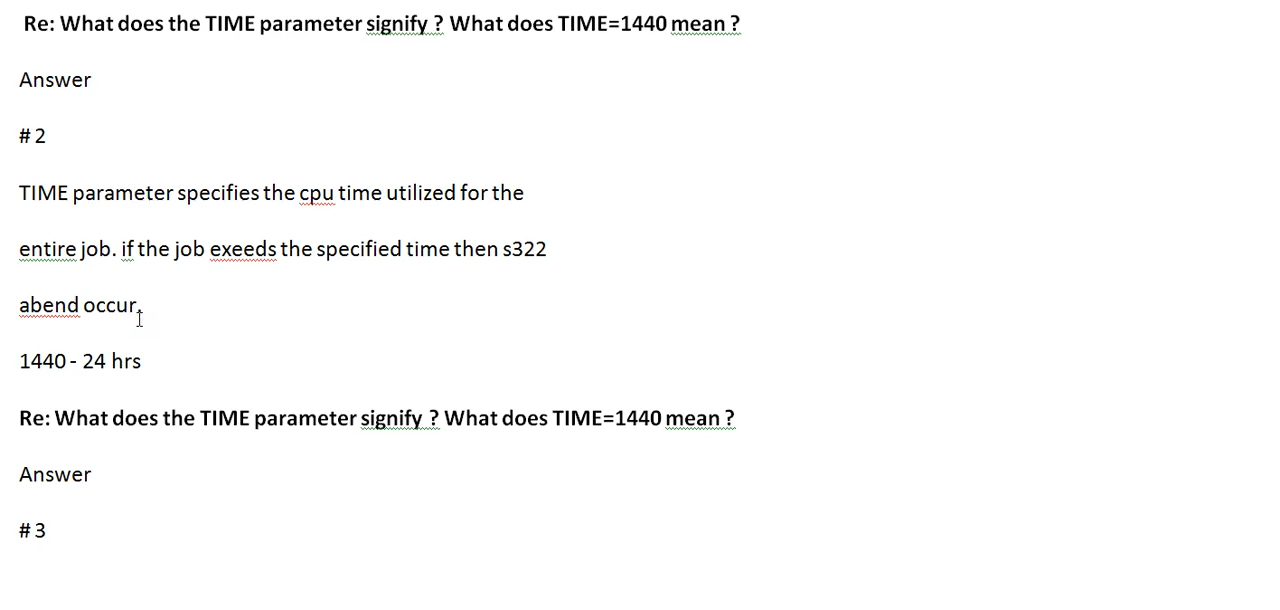 Re: What does the TIME parameter signify ? What does TIME=1440 mean ?
Answer
# 2
TIME parameter specifies the cpu time utilized for the
entire job. if the job exeeds the specified time then s322
abend occur.
1440 - 24 hrs
Re: What does the TIME parameter signify ? What does TIME=1440 mean ?
Answer
# 3